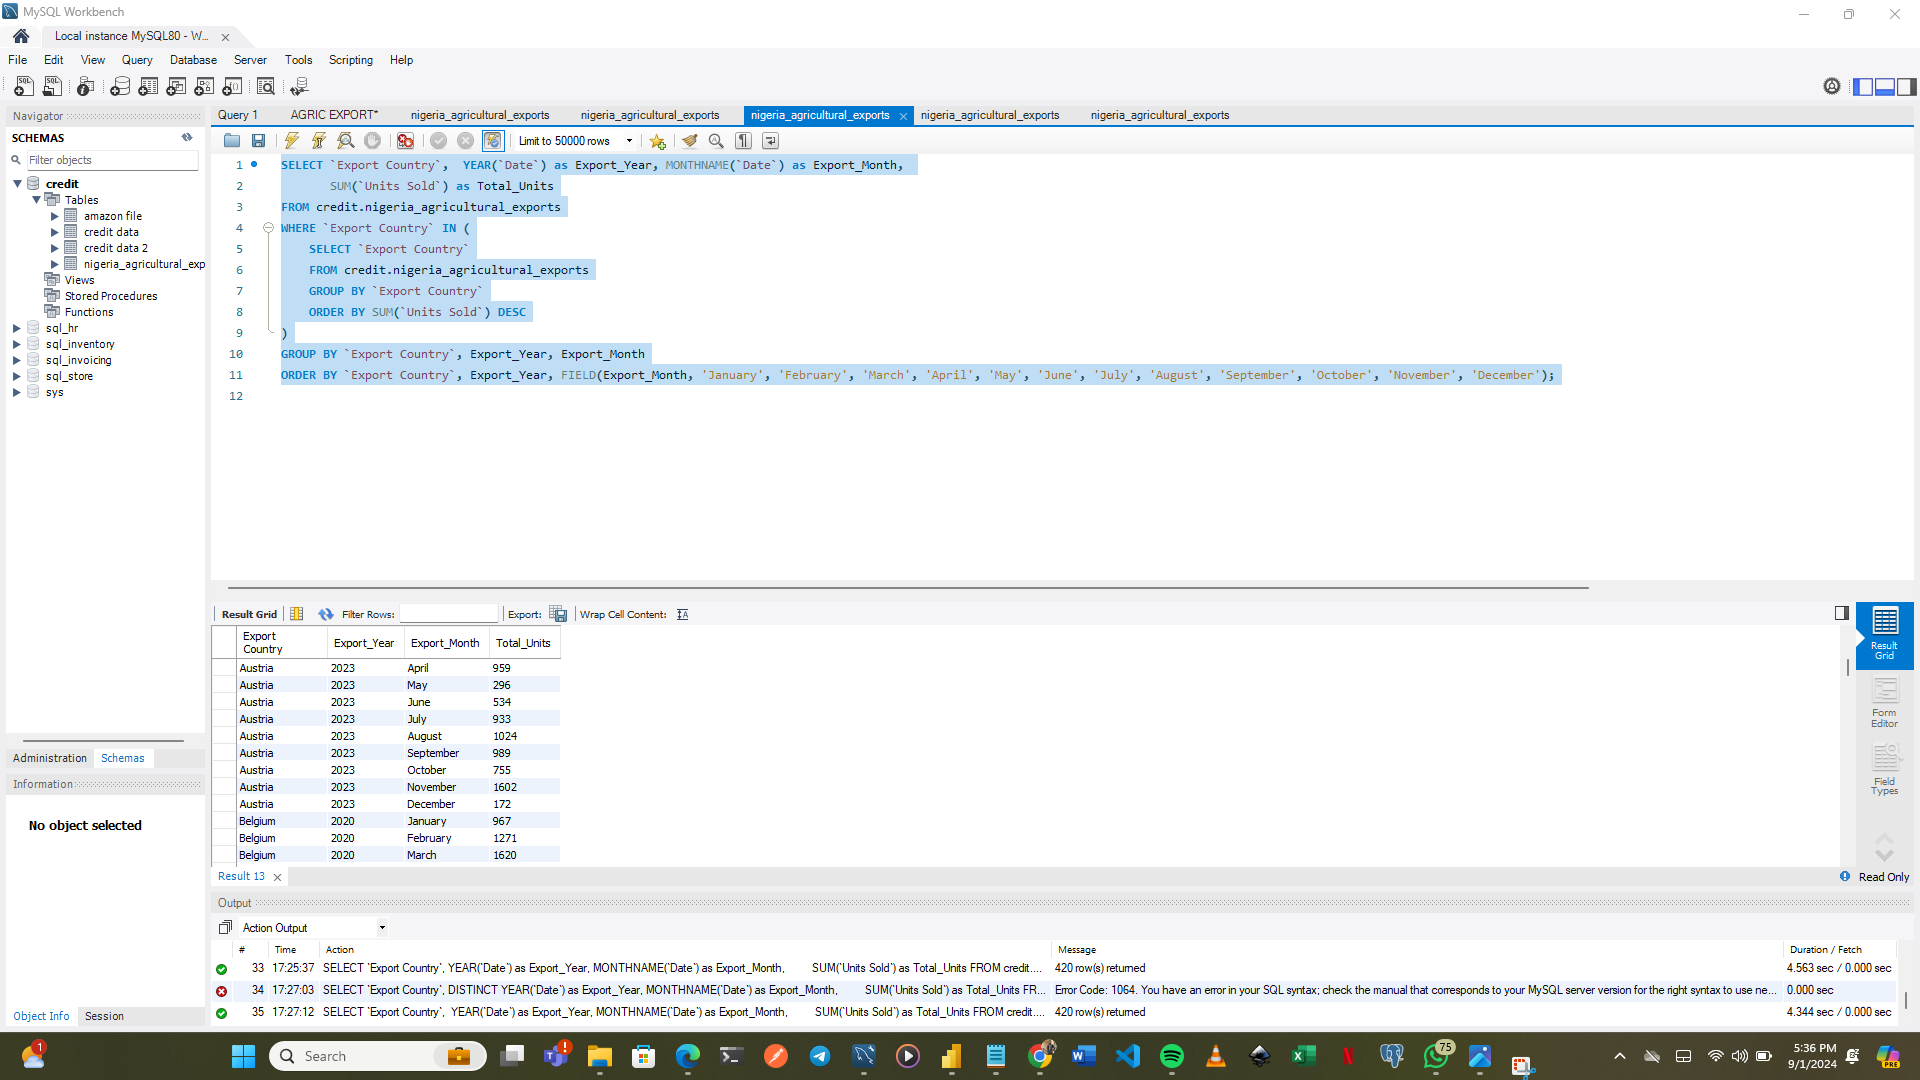 MySQL Workbench
Local instance MySQL80 - W...
File Edit View Query Database Server Tools Scripting Help
Navigator
SCHEMAS
Filter objects
credit
Tables
amazon file
credit data
credit data 2
nigeria_agricultural_exp
Views
Stored Procedures
Functions
sql_hr
sql_inventory
sql_invoicing
sql_store
sys
Administration Schemas
Information
No object selected
Object Info Session
Query 1 AGRIC EXPORT* nigeria_agricultural_exports nigeria_agricultural_exports nigeria_agricultural_exports nigeria_agricultural_exports nigeria_agricultural_exports
Limit to 50000 rows
1 SELECT `Export Country`,  YEAR(`Date`) as Export_Year, MONTHNAME(`Date`) as Export_Month,
2 SUM(`Units Sold`) as Total_Units
3 FROM credit.nigeria_agricultural_exports
4 WHERE `Export Country` IN (
5 SELECT `Export Country`
6 FROM credit.nigeria_agricultural_exports
7 GROUP BY `Export Country`
8 ORDER BY SUM(`Units Sold`) DESC
9 )
10 GROUP BY `Export Country`, Export_Year, Export_Month
11 ORDER BY `Export Country`, Export_Year, FIELD(Export_Month, 'January', 'February', 'March', 'April', 'May', 'June', 'July', 'August', 'September', 'October', 'November', 'December');
12
Result Grid Filter Rows: Export: Wrap Cell Content:
Export Country Export_Year Export_Month Total_Units
Austria 2023 April 959
Austria 2023 May 296
Austria 2023 June 534
Austria 2023 July 933
Austria 2023 August 1024
Austria 2023 September 989
Austria 2023 October 755
Austria 2023 November 1602
Austria 2023 December 172
Belgium 2020 January 967
Belgium 2020 February 1271
Belgium 2020 March 1620
Result Grid
Form Editor
Field Types
Result 13
Read Only
Output
Action Output
# Time Action Message Duration / Fetch
33 17:25:37 SELECT `Export Country`, YEAR(`Date`) as Export_Year, MONTHNAME(`Date`) as Export_Month, SUM(`Units Sold`) as Total_Units FROM credit.... 420 row(s) returned 4.563 sec / 0.000 sec
34 17:27:03 SELECT `Export Country`, DISTINCT YEAR(`Date`) as Export_Year, MONTHNAME(`Date`) as Export_Month, SUM(`Units Sold`) as Total_Units FR... Error Code: 1064. You have an error in your SQL syntax; check the manual that corresponds to your MySQL server version for the right syntax to use ne... 0.000 sec
35 17:27:12 SELECT `Export Country`,  YEAR(`Date`) as Export_Year, MONTHNAME(`Date`) as Export_Month, SUM(`Units Sold`) as Total_Units FROM credit.... 420 row(s) returned 4.344 sec / 0.000 sec
1
Search
1
75
5:36 PM
9/1/2024
PRE